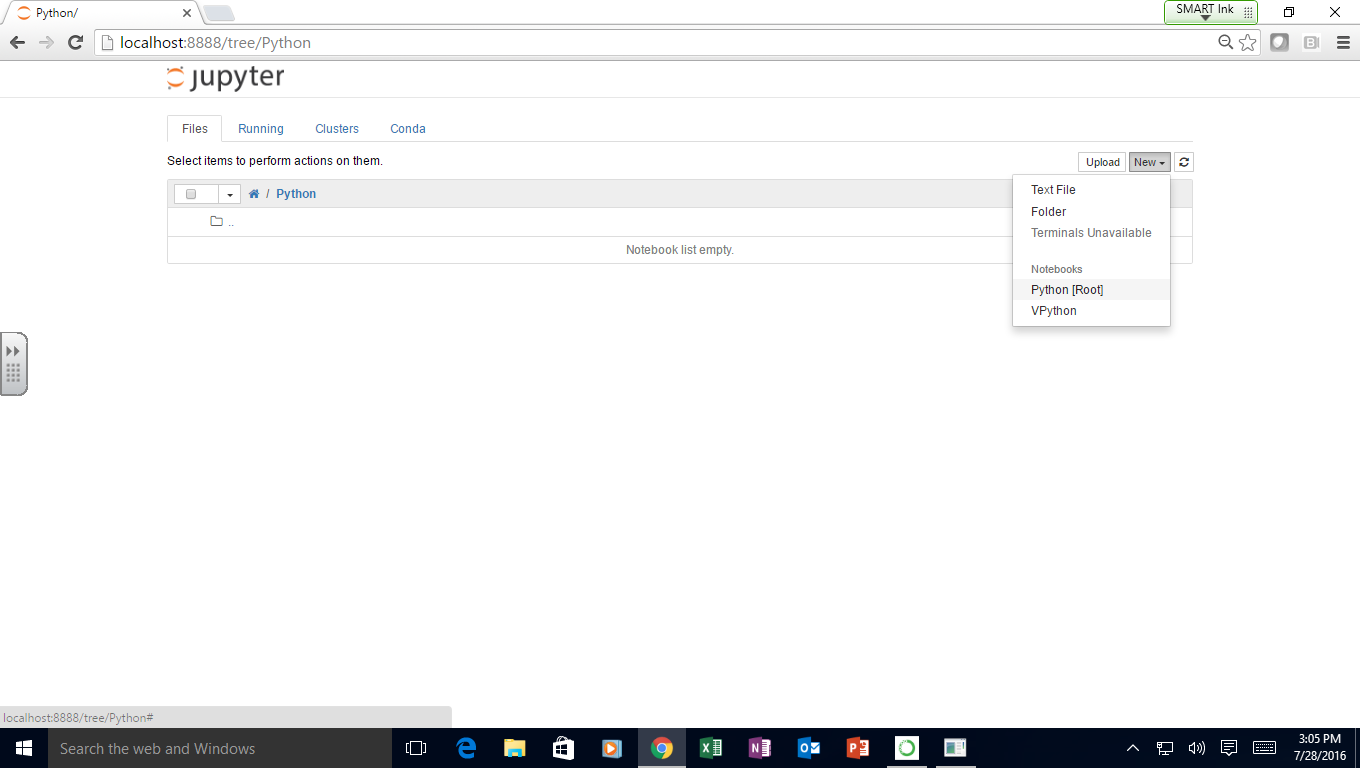 Python/
SMART Ink
localhost:8888/tree/Python
jupyter
Files Running Clusters Conda
Select items to perform actions on them.
Upload New
/ Python
..
Notebook list empty.
Text File
Folder
Terminals Unavailable
Notebooks
Python [Root]
VPython
localhost:8888/tree/Python#
Search the web and Windows
3:05 PM
7/28/2016